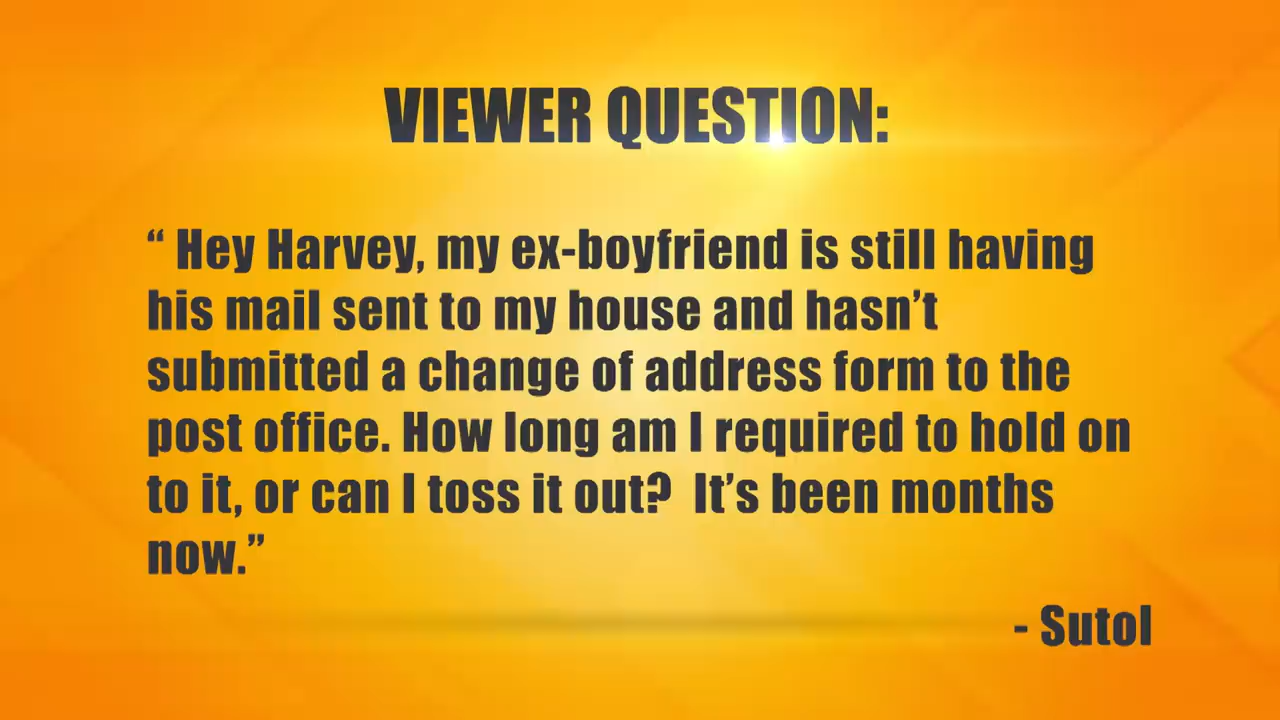 VIEWER QUESTION:
“ Hey Harvey, my ex-boyfriend is still having
his mail sent to my house and hasn’t
submitted a change of address form to the
post office. How long am I required to hold on
to it, or can I toss it out?  It’s been months
now.”
- Sutol